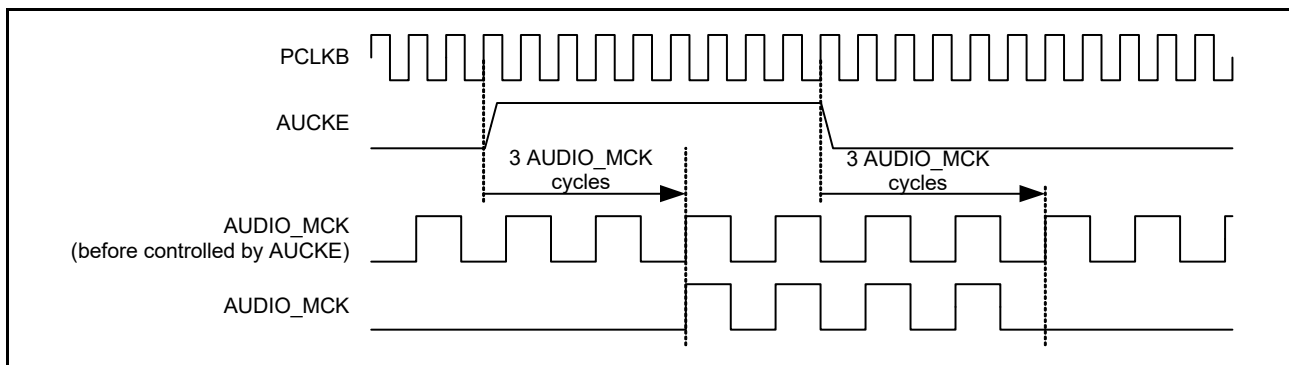 PCLKB
AUCKE
3 AUDIO_MCK
cycles
3 AUDIO_MCK
cycles
AUDIO_MCK
(before controlled by AUCKE)
AUDIO_MCK